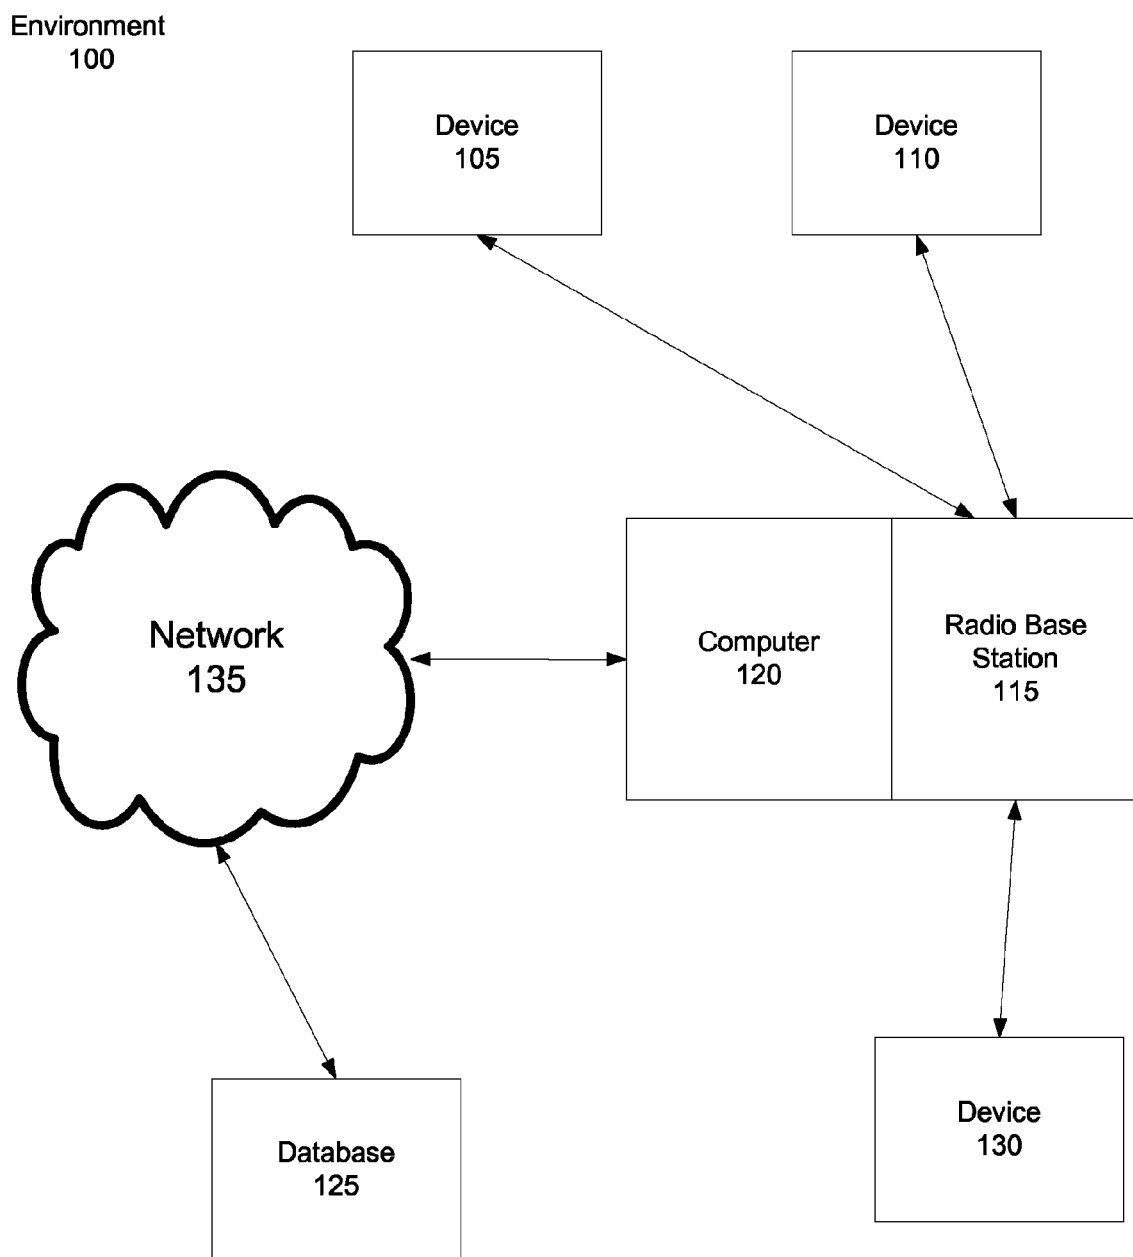 Environment
100
Device
105
Device
110
Network
135
Computer
120
Radio Base
Station
115
Database
125
Device
130